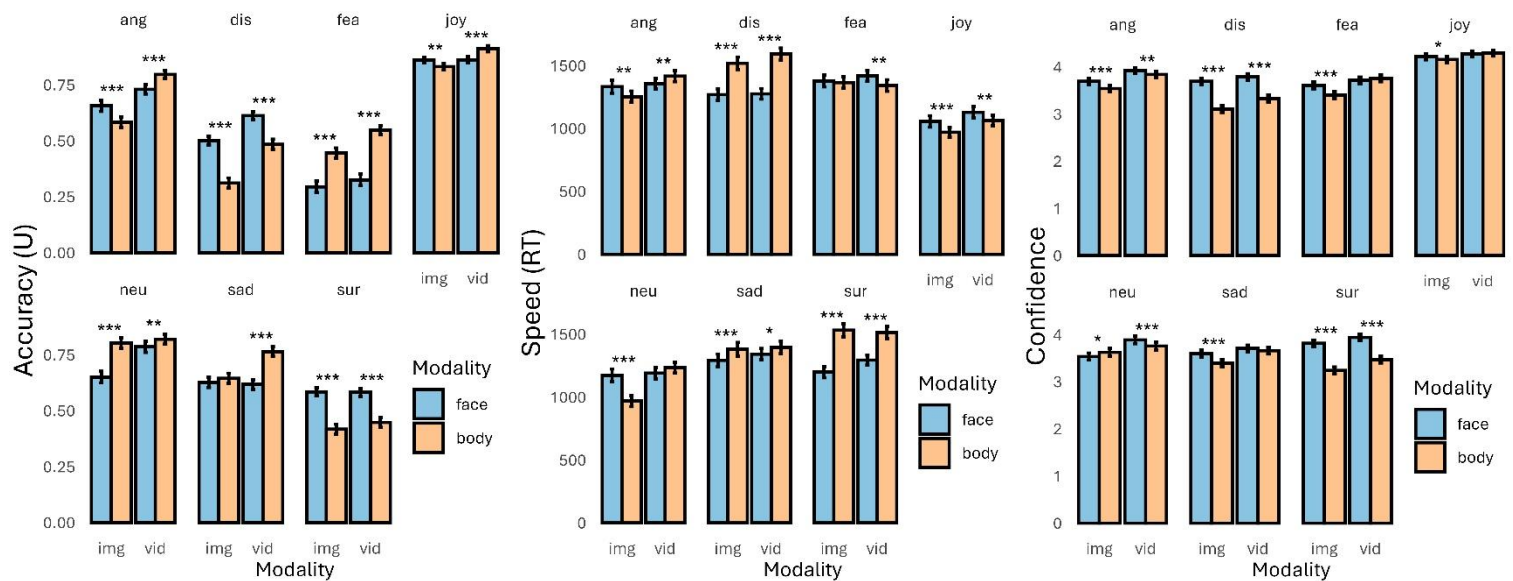 ang dis fea joy
*** *** *** *** *** *** ** ***
0.75
0.50
0.25
0.00
Accuracy (U)
img vid
neu sad sur
*** ** *** *** ***
0.75
0.50
0.25
0.00
img vid img vid img vid
Modality
Modality
face
body
ang dis fea joy
** ** *** *** ** *** **
1500
1000
500
0
Speed (RT)
img vid
neu sad sur
*** *** * *** ***
1500
1000
500
0
img vid img vid img vid
Modality
Modality
face
body
ang dis fea joy
*** ** *** *** *** *
4
3
2
1
0
Confidence
img vid
neu sad sur
* *** *** *** ***
4
3
2
1
0
img vid img vid img vid
Modality
Modality
face
body